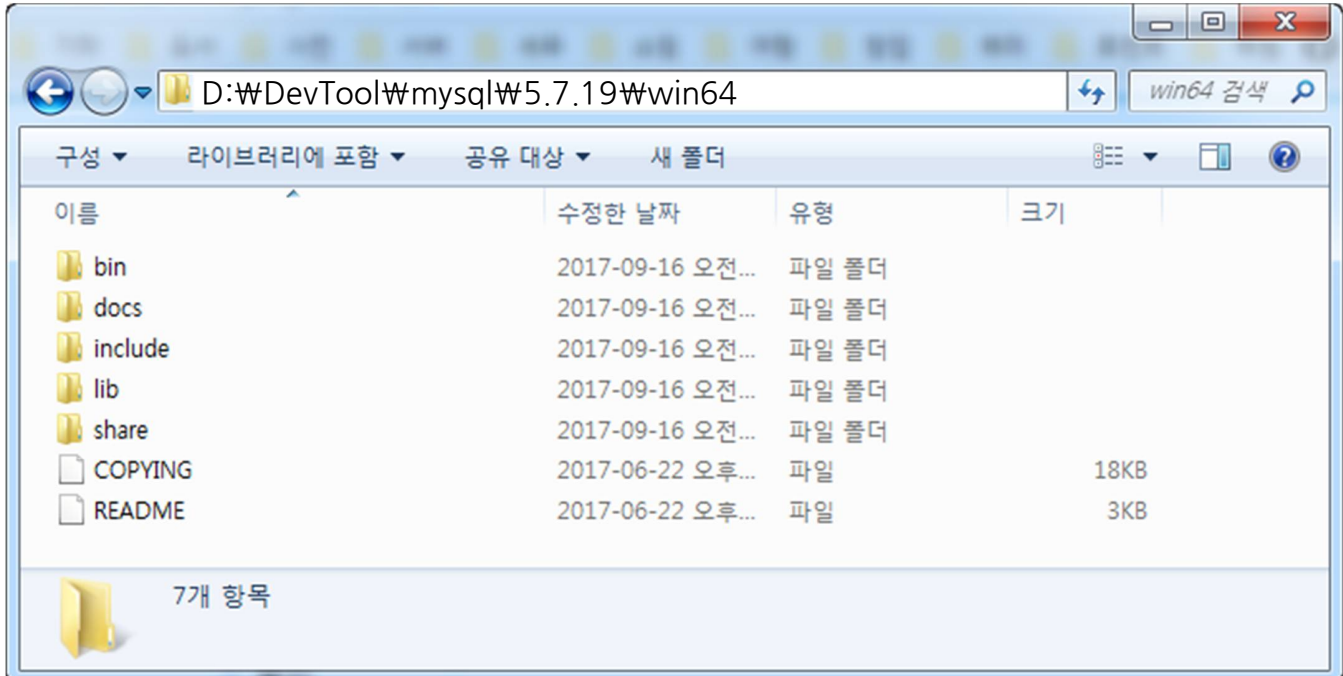 D:₩DevTool₩mysql₩5.7.19₩win64
win64 검색
구성 라이브러리에 포함 공유 대상 새 폴더
이름 수정한 날짜 유형 크기
bin 2017-09-16 오전... 파일 폴더
docs 2017-09-16 오전... 파일 폴더
include 2017-09-16 오전... 파일 폴더
lib 2017-09-16 오전... 파일 폴더
share 2017-09-16 오전... 파일 폴더
COPYING 2017-06-22 오후... 파일 18KB
README 2017-06-22 오후... 파일 3KB
7개 항목